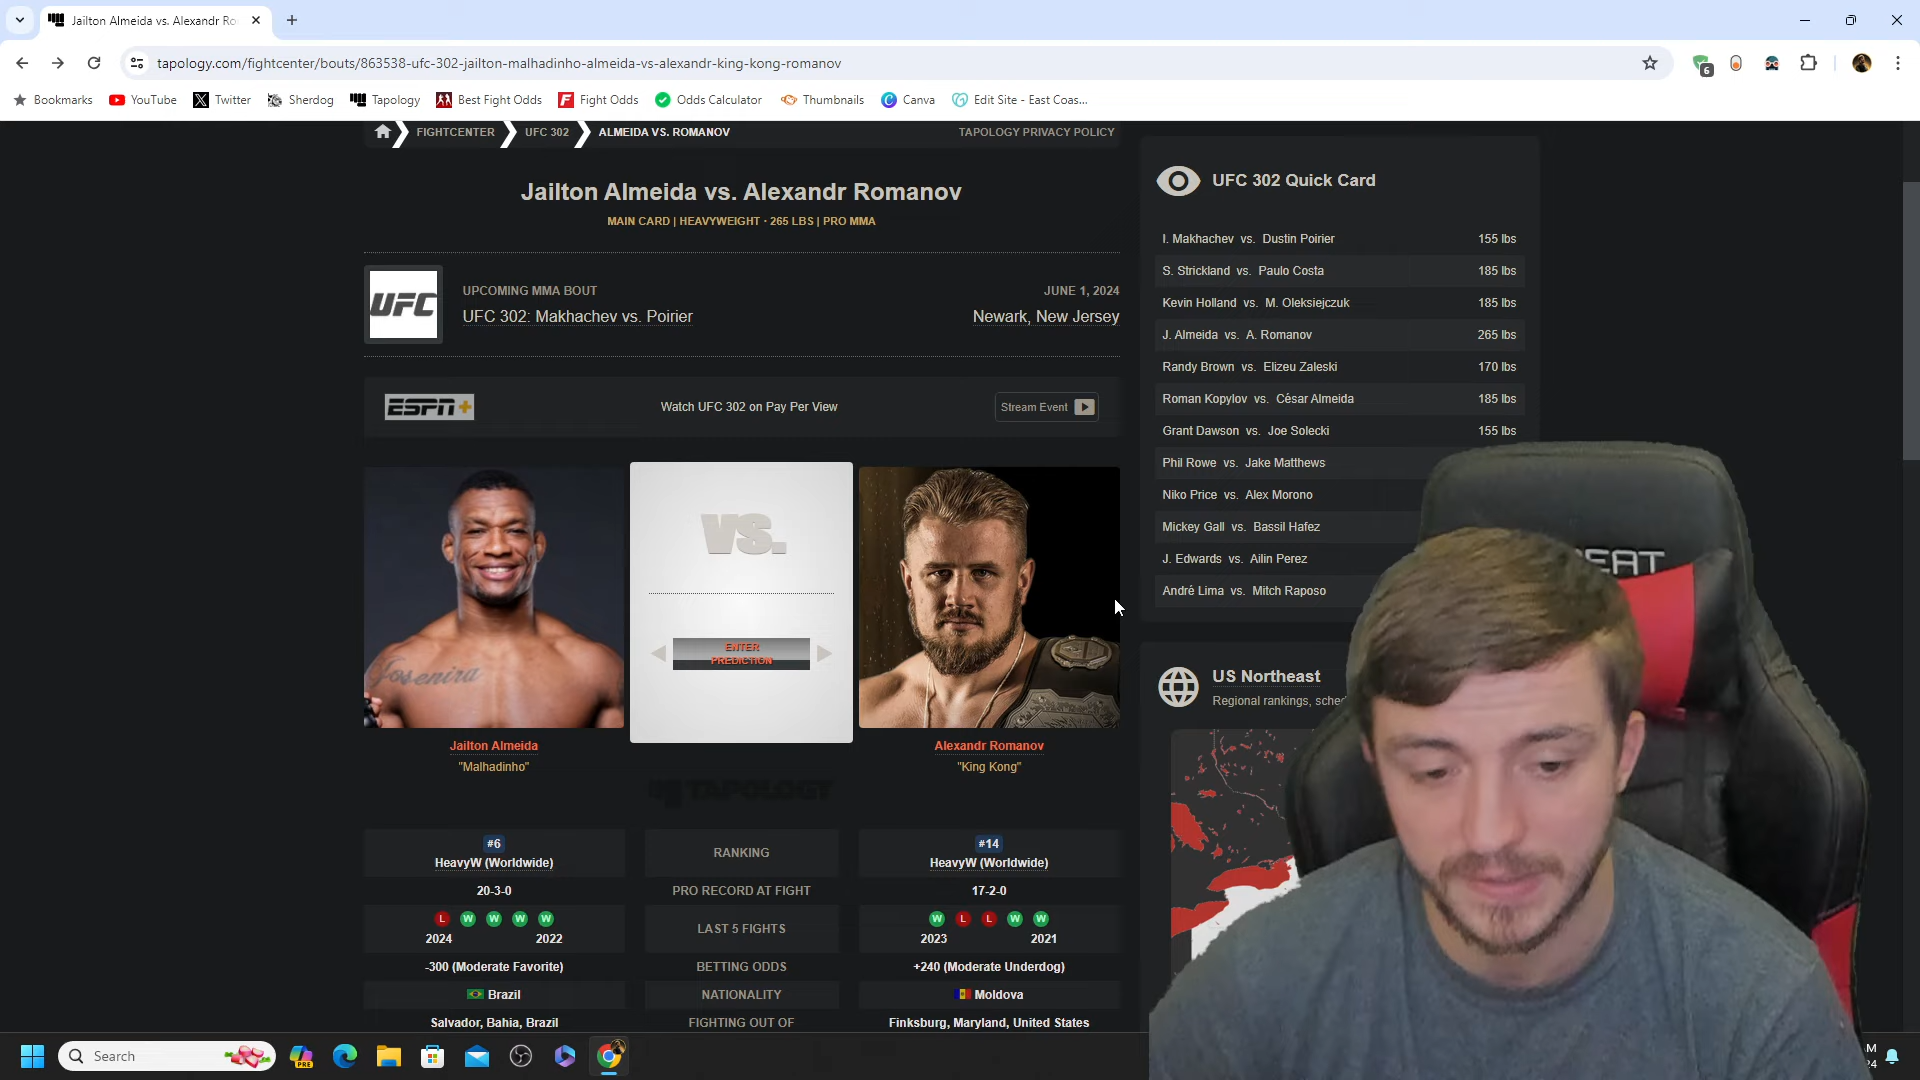 Jailton Almeida vs. Alexandr Ro
tapology.com/fightcenter/bouts/863538-ufc-302-jailton-malhadinho-almeida-vs-alexandr-king-kong-romanov
6
Bookmarks YouTube Twitter Sherdog Tapology Best Fight Odds Fight Odds Odds Calculator Thumbnails Canva Edit Site - East Coas...
FIGHTCENTER UFC 302 ALMEIDA VS. ROMANOV TAPOLOGY PRIVACY POLICY
Jailton Almeida vs. Alexandr Romanov
MAIN CARD | HEAVYWEIGHT · 265 LBS | PRO MMA
UFC
UPCOMING MMA BOUT JUNE 1, 2024
UFC 302: Makhachev vs. Poirier Newark, New Jersey
ESPN+ Watch UFC 302 on Pay Per View Stream Event
VS.
ENTER
PREDICTION
Josenira
Jailton Almeida Alexandr Romanov
"Malhadinho" "King Kong"
TAPOLOGY
#6 RANKING #14
HeavyW (Worldwide) HeavyW (Worldwide)
20-3-0 PRO RECORD AT FIGHT 17-2-0
L W W W W LAST 5 FIGHTS W L L W W
2024 2022 2023 2021
-300 (Moderate Favorite) BETTING ODDS +240 (Moderate Underdog)
Brazil NATIONALITY Moldova
Salvador, Bahia, Brazil FIGHTING OUT OF Finksburg, Maryland, United States
UFC 302 Quick Card
I. Makhachev vs. Dustin Poirier 155 lbs
S. Strickland vs. Paulo Costa 185 lbs
Kevin Holland vs. M. Oleksiejczuk 185 lbs
J. Almeida vs. A. Romanov 265 lbs
Randy Brown vs. Elizeu Zaleski 170 lbs
Roman Kopylov vs. César Almeida 185 lbs
Grant Dawson vs. Joe Solecki 155 lbs
Phil Rowe vs. Jake Matthews
Niko Price vs. Alex Morono
Mickey Gall vs. Bassil Hafez
J. Edwards vs. Ailin Perez
André Lima vs. Mitch Raposo
US Northeast
Regional rankings, sche
EAT
Search
PRE
M
24